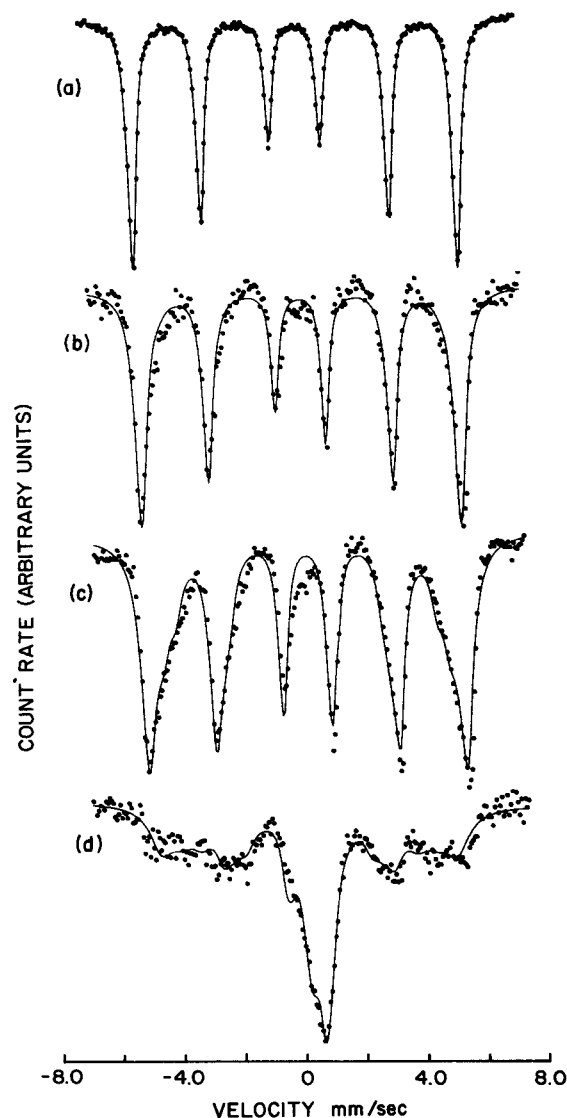 (a)
(b)
(c)
(d)
COUNT RATE (ARBITRARY UNITS)
-8.0 -4.0 0 4.0 8.0
VELOCITY mm/sec